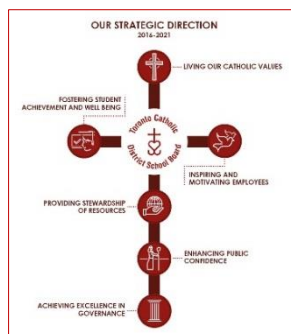 OUR STRATEGIC DIRECTION
2016-2021
LIVING OUR CATHOLIC VALUES
FOSTERING STUDENT
ACHIEVEMENT AND WELL BEING
Toronto Catholic
District School Board
INSPIRING AND
MOTIVATING EMPLOYEES
PROVIDING STEWARDSHIP
OF RESOURCES
ENHANCING PUBLIC
CONFIDENCE
ACHIEVING EXCELLENCE IN
GOVERNANCE